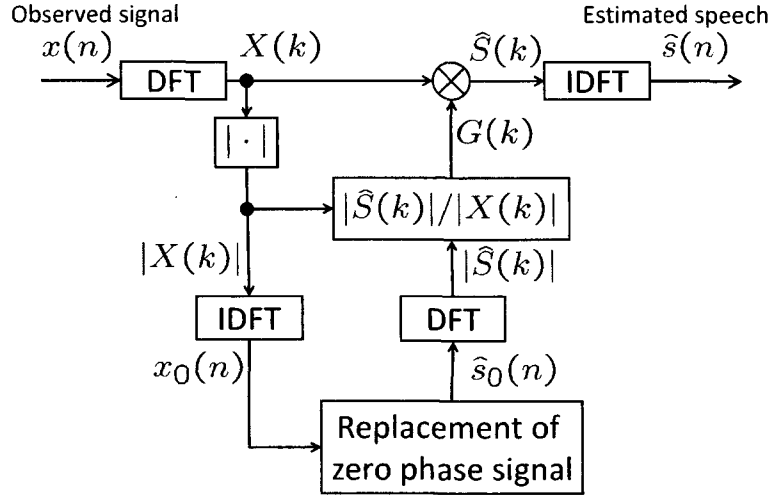 Observed signal
Estimated speech
x(n)
X(k)
Ŝ(k)
ŝ(n)
DFT
IDFT
| · |
G(k)
|Ŝ(k)|/|X(k)|
|X(k)|
|Ŝ(k)|
IDFT
DFT
x₀(n)
ŝ₀(n)
Replacement of
zero phase signal